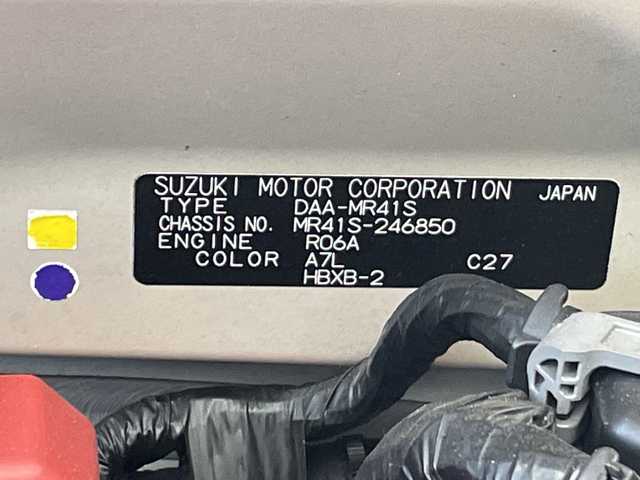 SUZUKI MOTOR CORPORATION JAPAN
TYPE DAA-MR41S
CHASSIS NO. MR41S-246850
ENGINE R06A
COLOR A7L C27
HBXB-2